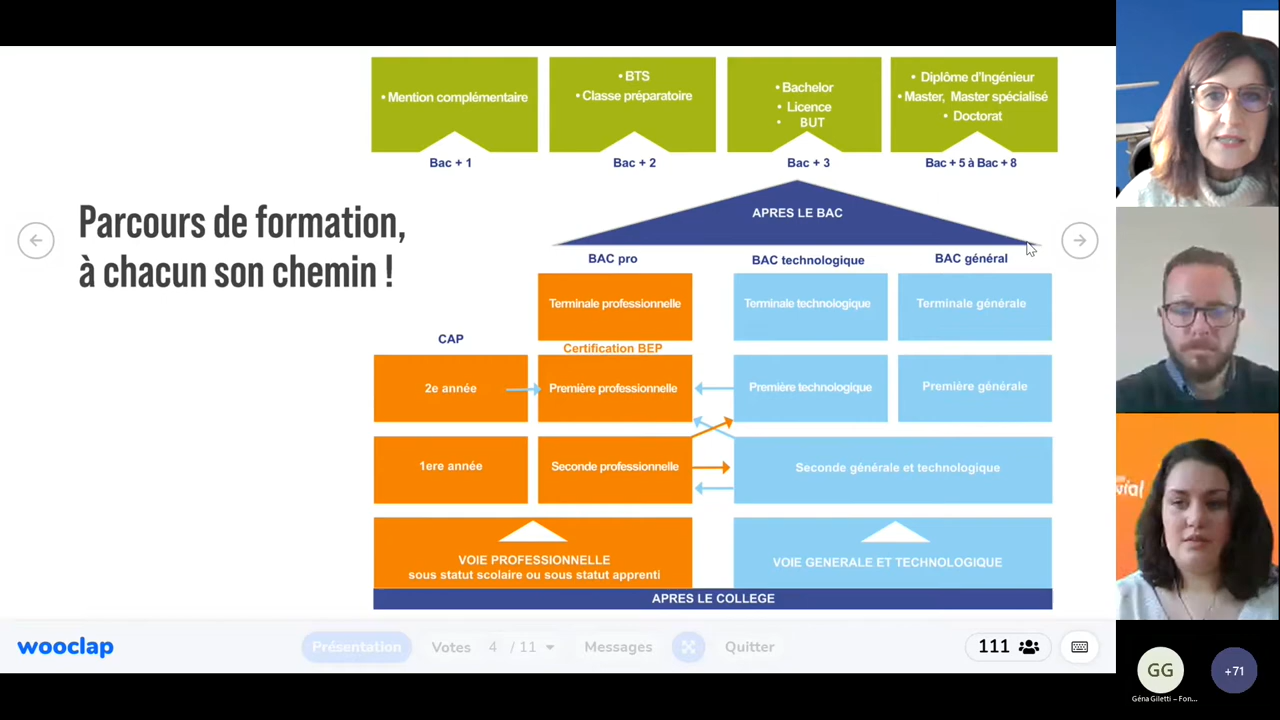 • Mention complémentaire
• BTS
• Classe préparatoire
• Bachelor
• Licence
• BUT
• Diplôme d'Ingénieur
• Master, Master spécialisé
• Doctorat
Bac + 1
Bac + 2
Bac + 3
Bac + 5 à Bac + 8
Parcours de formation,
à chacun son chemin !
APRES LE BAC
BAC pro
BAC technologique
BAC général
Terminale professionnelle
Terminale technologique
Terminale générale
CAP
Certification BEP
2e année
Première professionnelle
Première technologique
Première générale
1ere année
Seconde professionnelle
Seconde générale et technologique
VOIE PROFESSIONNELLE
sous statut scolaire ou sous statut apprenti
VOIE GENERALE ET TECHNOLOGIQUE
APRES LE COLLEGE
wooclap
Présentation
Votes
4 / 11
Messages
Quitter
111
GG
Géna Giletti – Fon...
+71